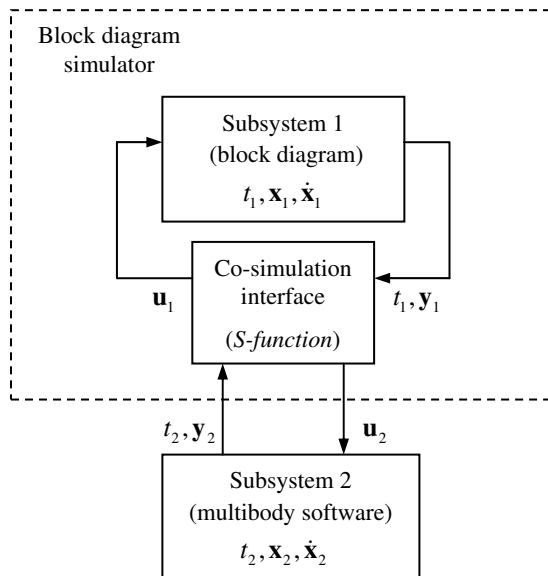 Block diagram
simulator
Subsystem 1
(block diagram)
t₁, x₁, ẋ₁
Co-simulation
interface
(S-function)
u₁
t₁, y₁
t₂, y₂
u₂
Subsystem 2
(multibody software)
t₂, x₂, ẋ₂